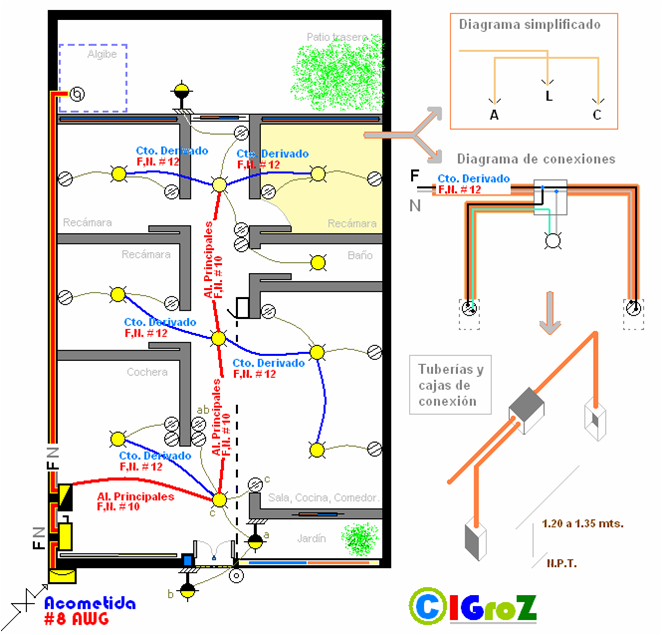 Diagrama simplificado
A
L
C
Patio trasero
Algibe
Cto. Derivado
F,N. # 12
Cto. Derivado
F,N. # 12
Diagrama de conexiones
F
N
Cto. Derivado
F,N. # 12
Recámara
Recámara
Recámara
Baño
Al. Principales
F,N. # 10
Cto. Derivado
F,N. # 12
Cto. Derivado
F,N. # 12
Cochera
Tuberías y
cajas de
conexión
ab
Al. Principales
F,N. # 10
Cto. Derivado
F,N. # 12
F N
c
Al. Principales
F,N. # 10
Sala, Cocina, Comedor.
c
1.20 a 1.35 mts.
F N
a
Jardín
N.P.T.
b
Acometida
#8 AWG
C IGroZ